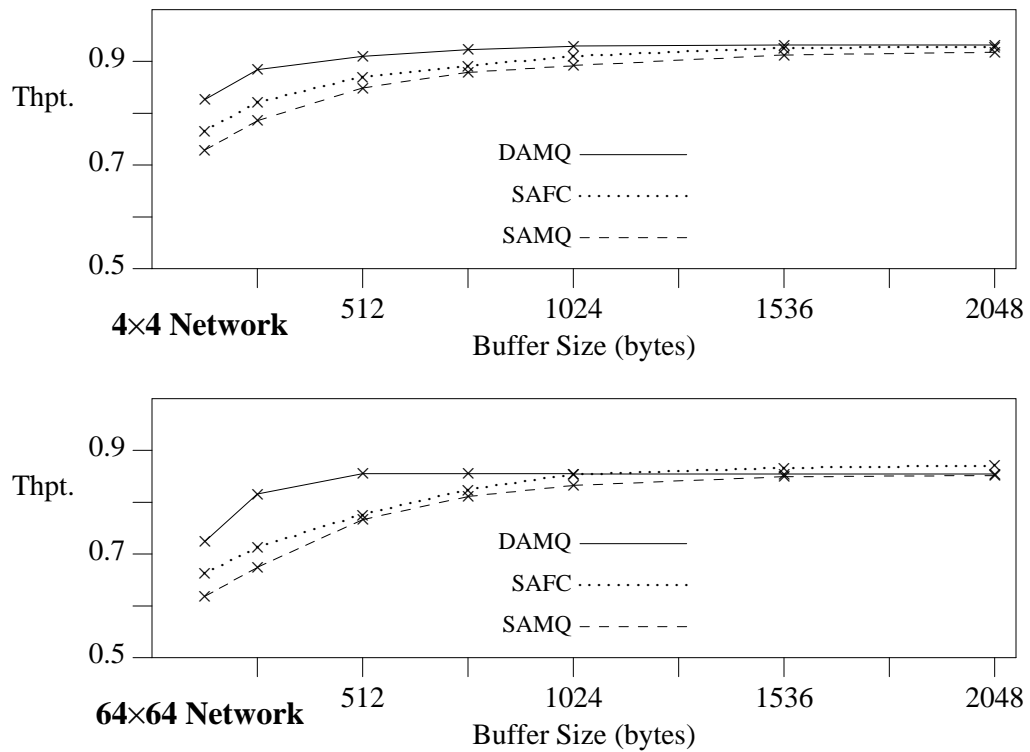 0.9
Thpt.
0.7
0.5
DAMQ
SAFC
SAMQ
512 1024 1536 2048
4×4 Network
Buffer Size (bytes)
0.9
Thpt.
0.7
0.5
DAMQ
SAFC
SAMQ
512 1024 1536 2048
64×64 Network
Buffer Size (bytes)